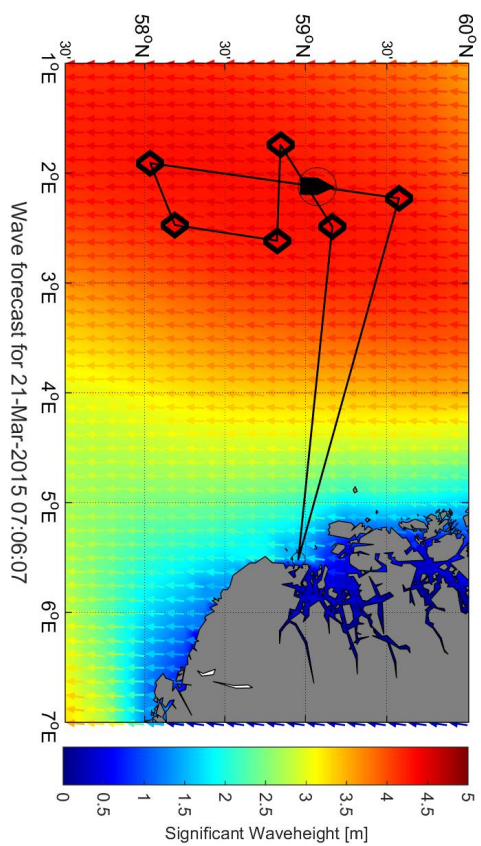 30'
58°N
30'
59°N
30'
60°N
1°E
2°E
3°E
4°E
5°E
6°E
7°E
Wave forecast for 21-Mar-2015 07:06:07
0
0.5
1
1.5
2
2.5
3
3.5
4
4.5
5
Significant Waveheight [m]